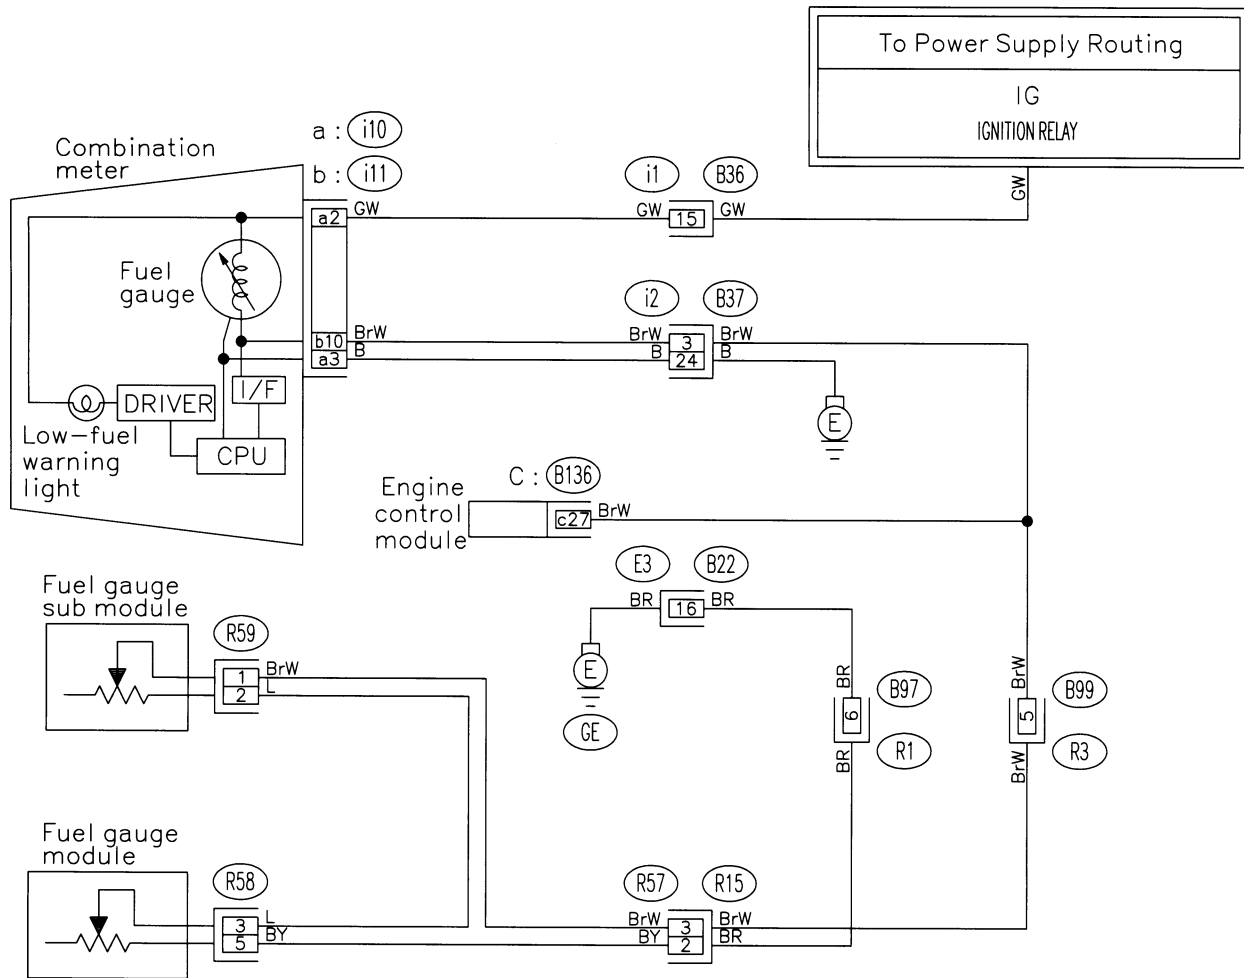 To Power Supply Routing
IG
IGNITION RELAY
GW
a : i10
b : i11
Combination
meter
i1 B36
a2 GW GW 15 GW
Fuel
gauge
i2 B37
b10 BrW BrW 3 BrW
a3 B B 24 B
I/F
DRIVER
E
Low-fuel
warning
light
CPU
C : B136
Engine
control
module
c27 BrW
E3 B22
BR 16 BR
Fuel gauge
sub module
R59
1 BrW
2 L
E
GE
BR
6
BR
B97
R1
BrW
5
BrW
B99
R3
Fuel gauge
module
R58
3 L
5 BY
R57 R15
BrW 3 BrW
BY 2 BR